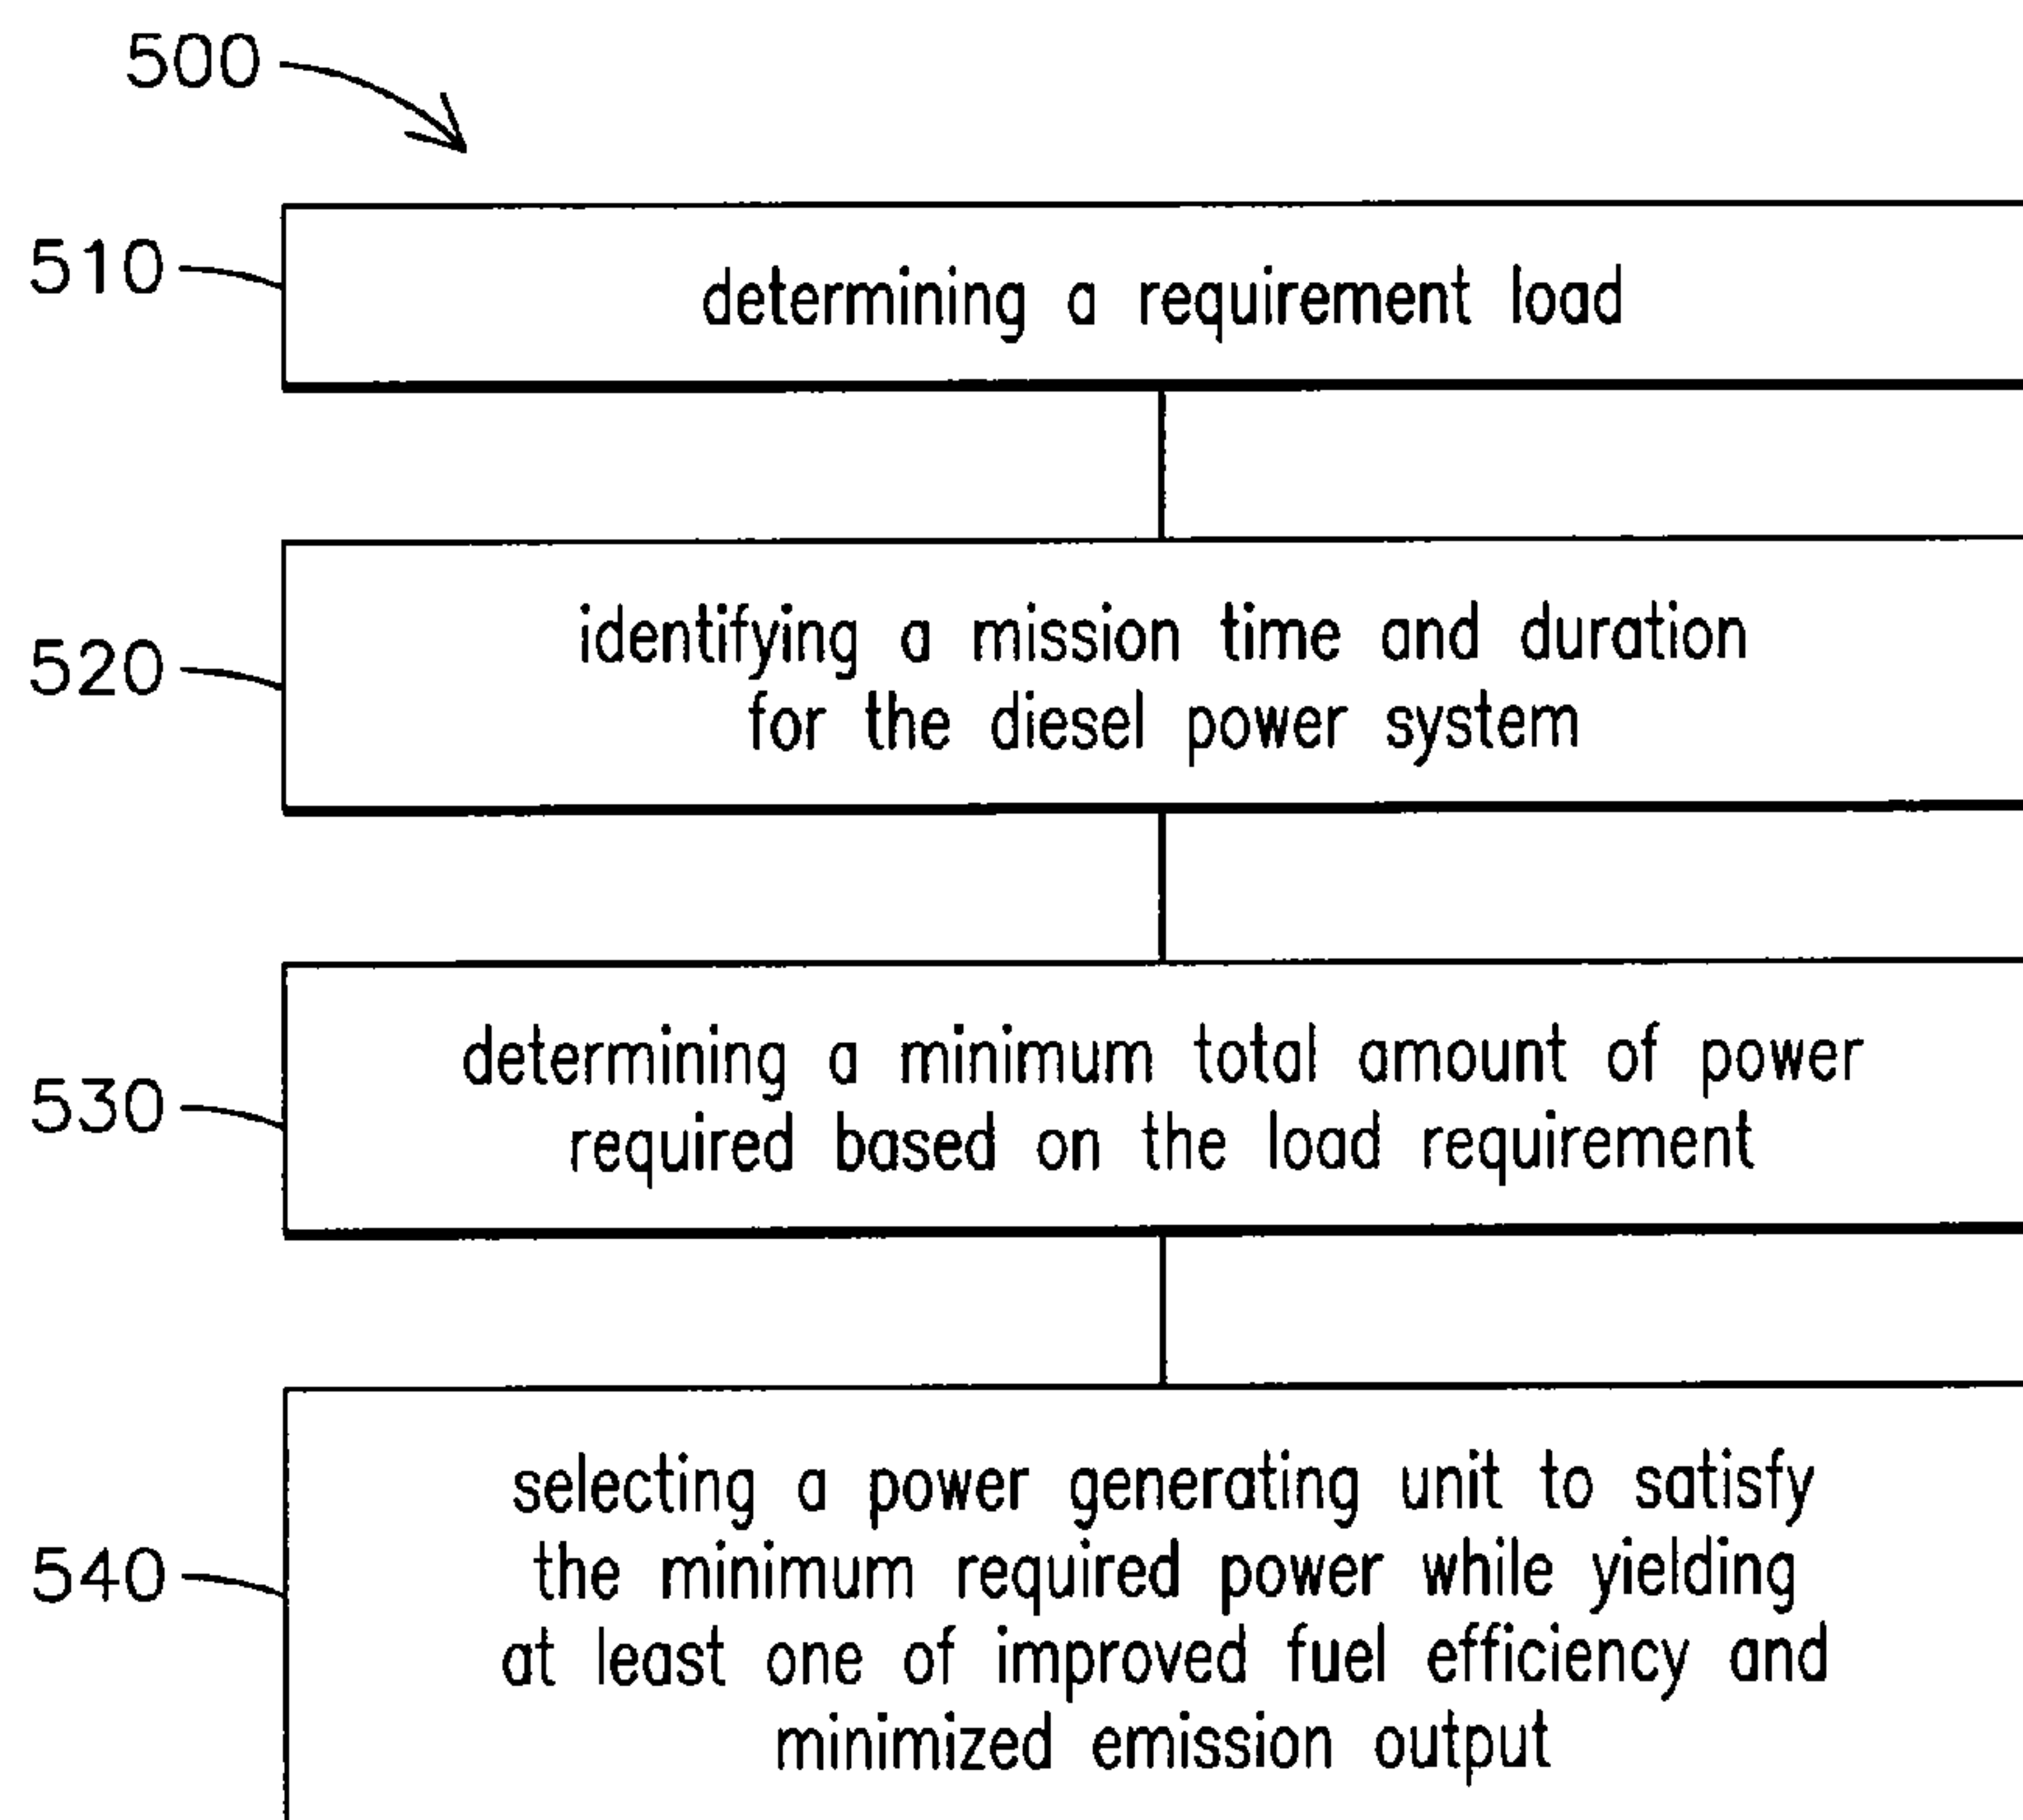 500
510
determining a requirement load
520
identifying a mission time and duration
for the diesel power system
530
determining a minimum total amount of power
required based on the load requirement
540
selecting a power generating unit to satisfy
the minimum required power while yielding
at least one of improved fuel efficiency and
minimized emission output